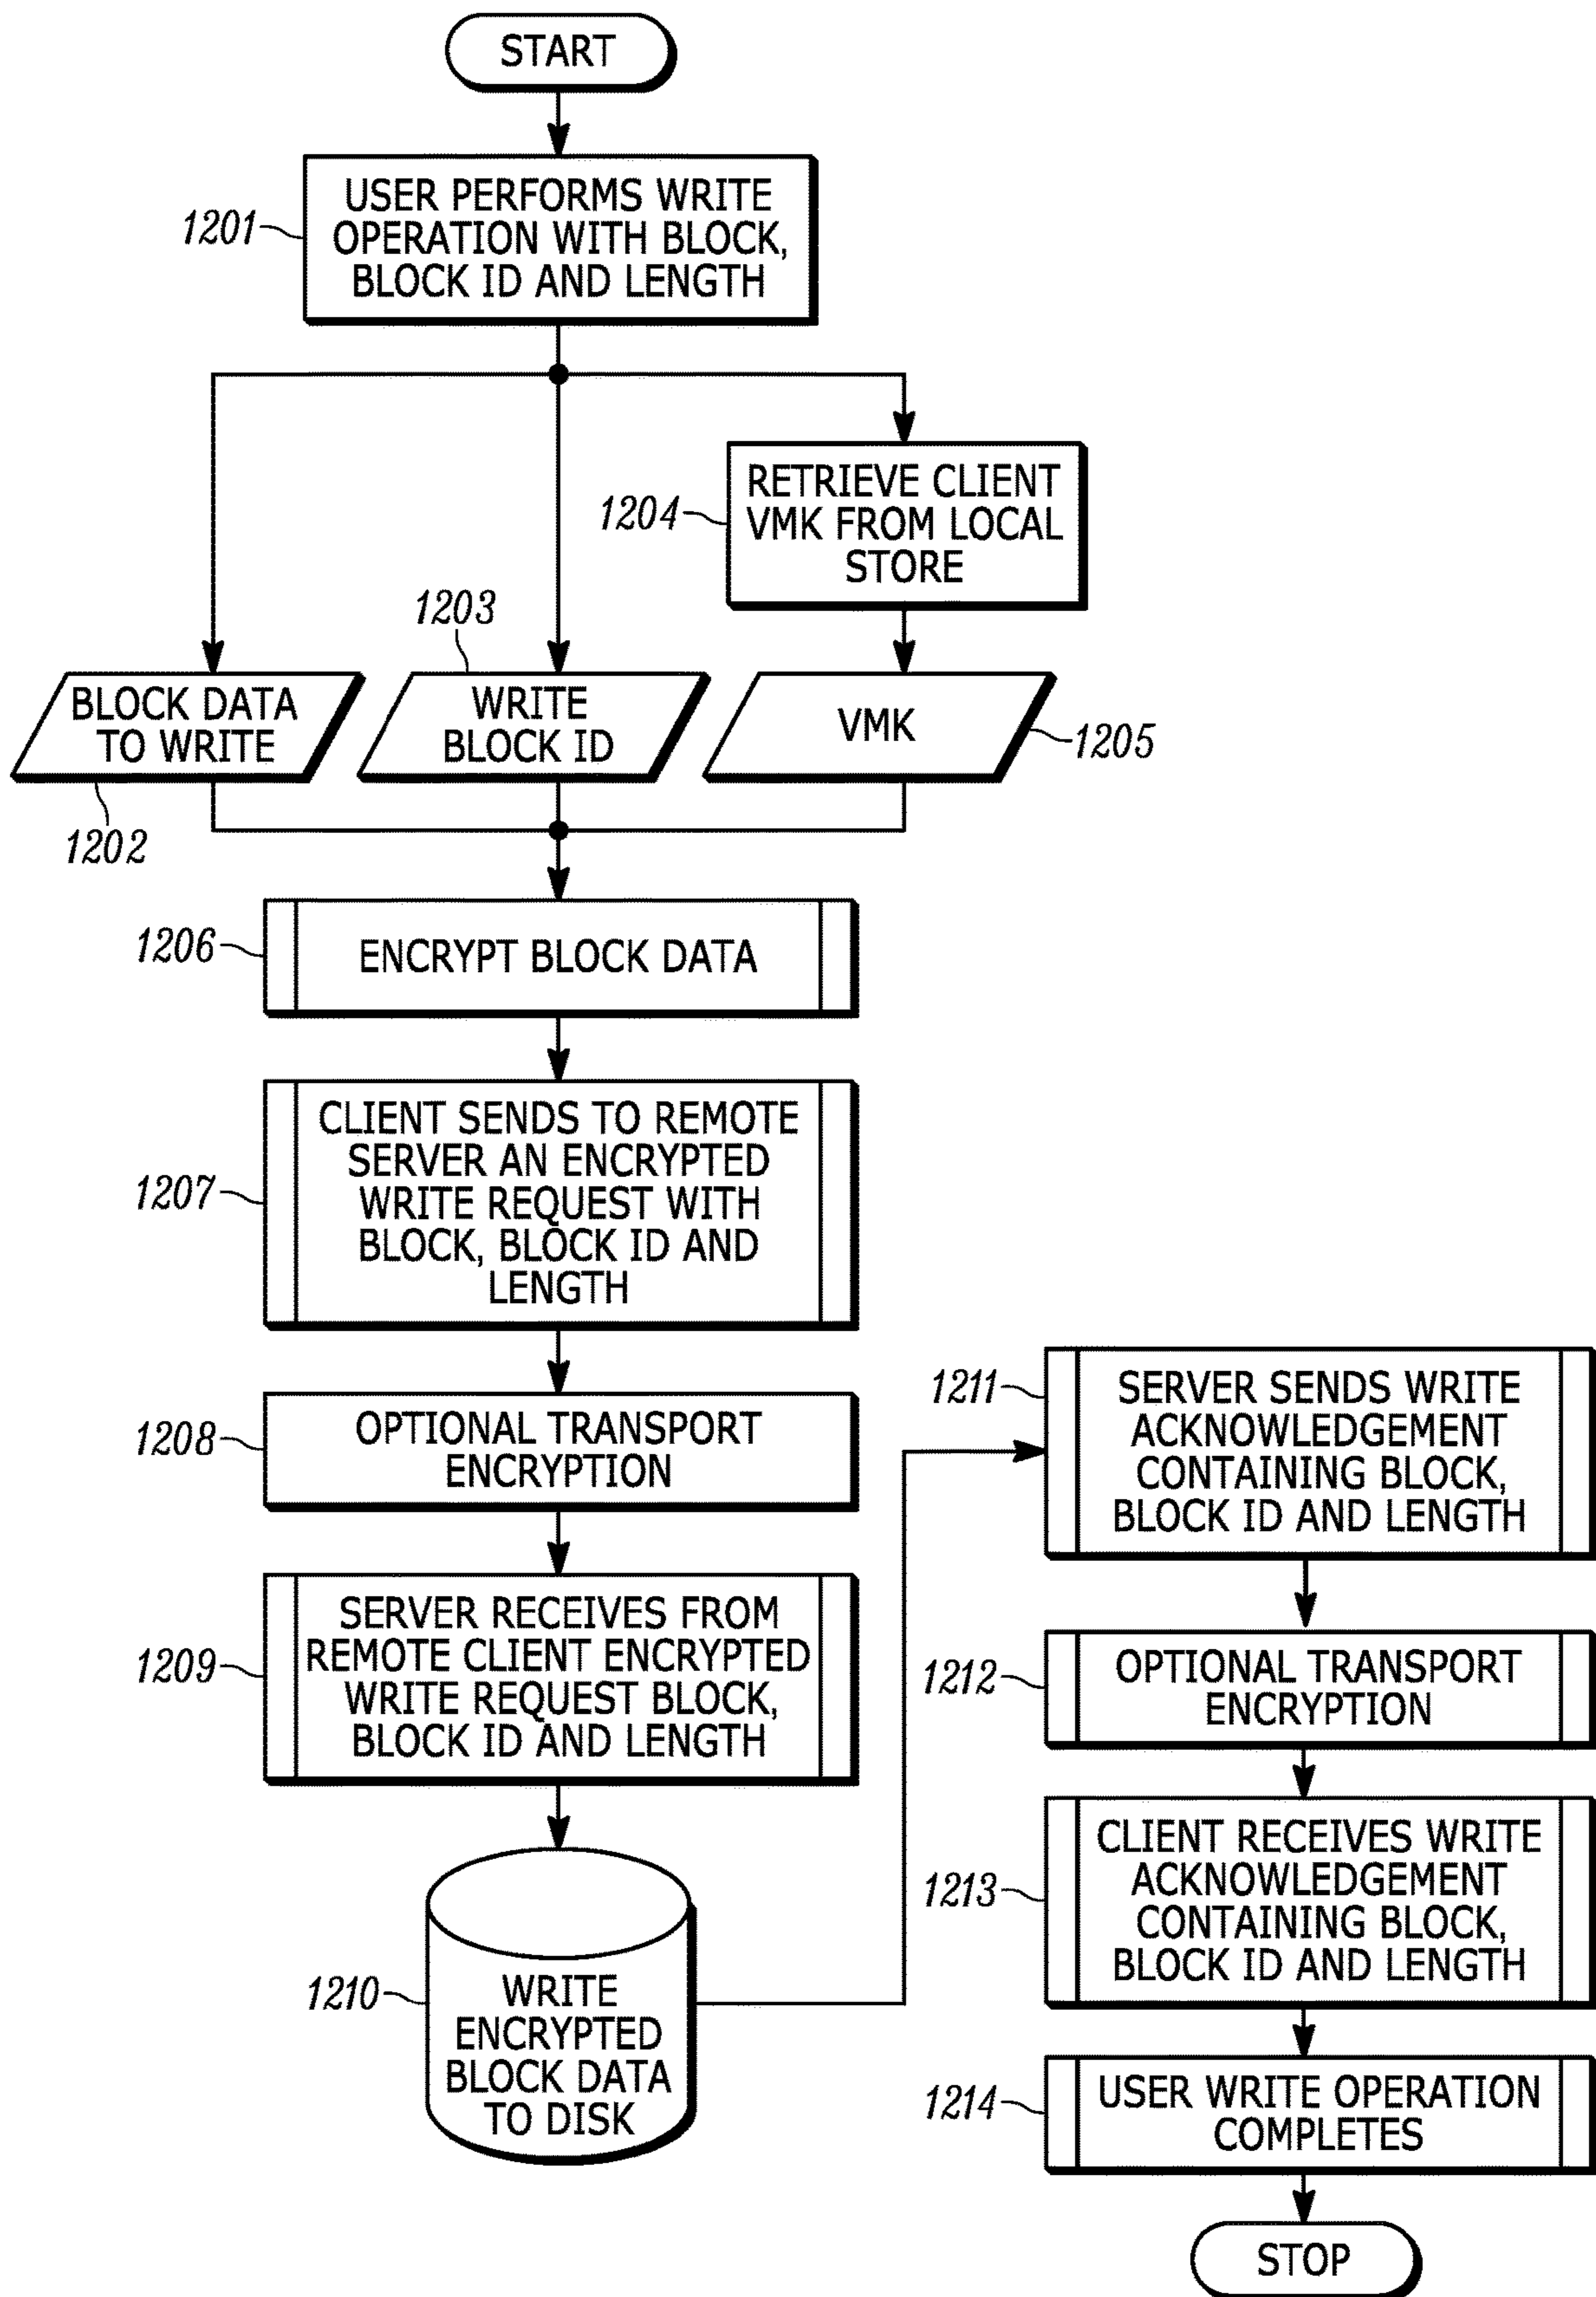 START
1201
USER PERFORMS WRITE
OPERATION WITH BLOCK,
BLOCK ID AND LENGTH
1204
RETRIEVE CLIENT
VMK FROM LOCAL
STORE
1203
BLOCK DATA
TO WRITE
WRITE
BLOCK ID
VMK
1205
1202
1206
ENCRYPT BLOCK DATA
1207
CLIENT SENDS TO REMOTE
SERVER AN ENCRYPTED
WRITE REQUEST WITH
BLOCK, BLOCK ID AND
LENGTH
1208
OPTIONAL TRANSPORT
ENCRYPTION
1209
SERVER RECEIVES FROM
REMOTE CLIENT ENCRYPTED
WRITE REQUEST BLOCK,
BLOCK ID AND LENGTH
1210
WRITE
ENCRYPTED
BLOCK DATA
TO DISK
1211
SERVER SENDS WRITE
ACKNOWLEDGEMENT
CONTAINING BLOCK,
BLOCK ID AND LENGTH
1212
OPTIONAL TRANSPORT
ENCRYPTION
1213
CLIENT RECEIVES WRITE
ACKNOWLEDGEMENT
CONTAINING BLOCK,
BLOCK ID AND LENGTH
1214
USER WRITE OPERATION
COMPLETES
STOP